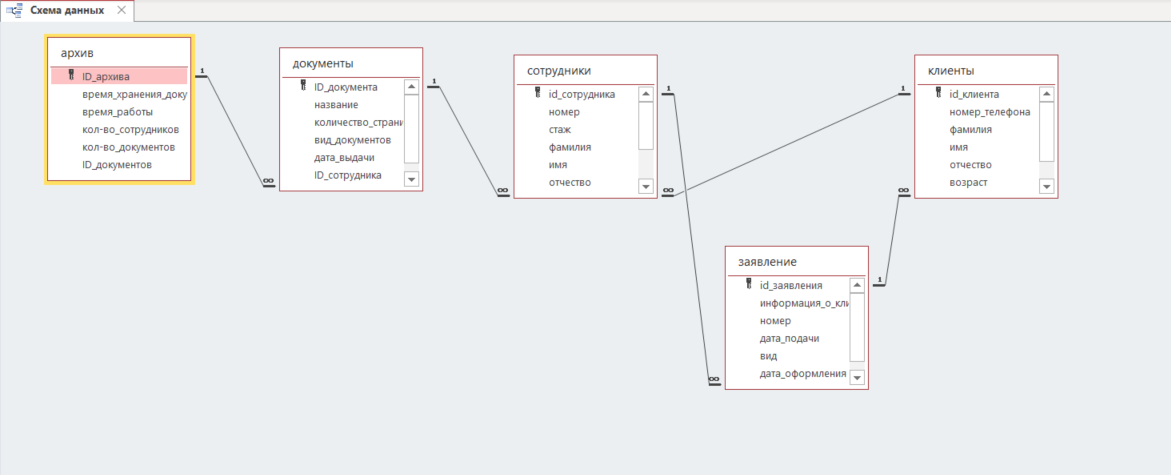 Схема данных
архив
ID_архива
время_хранения_доку
время_работы
кол-во_сотрудников
кол-во_документов
ID_документов
документы
ID_документа
название
количество_страни
вид_документов
дата_выдачи
ID_сотрудника
сотрудники
id_сотрудника
номер
стаж
фамилия
имя
отчество
клиенты
id_клиента
номер_телефона
фамилия
имя
отчество
возраст
заявление
id_заявления
информация_о_кли
номер
дата_подачи
вид
дата_оформления
1
∞
1
∞
1
∞
1
∞
1
∞